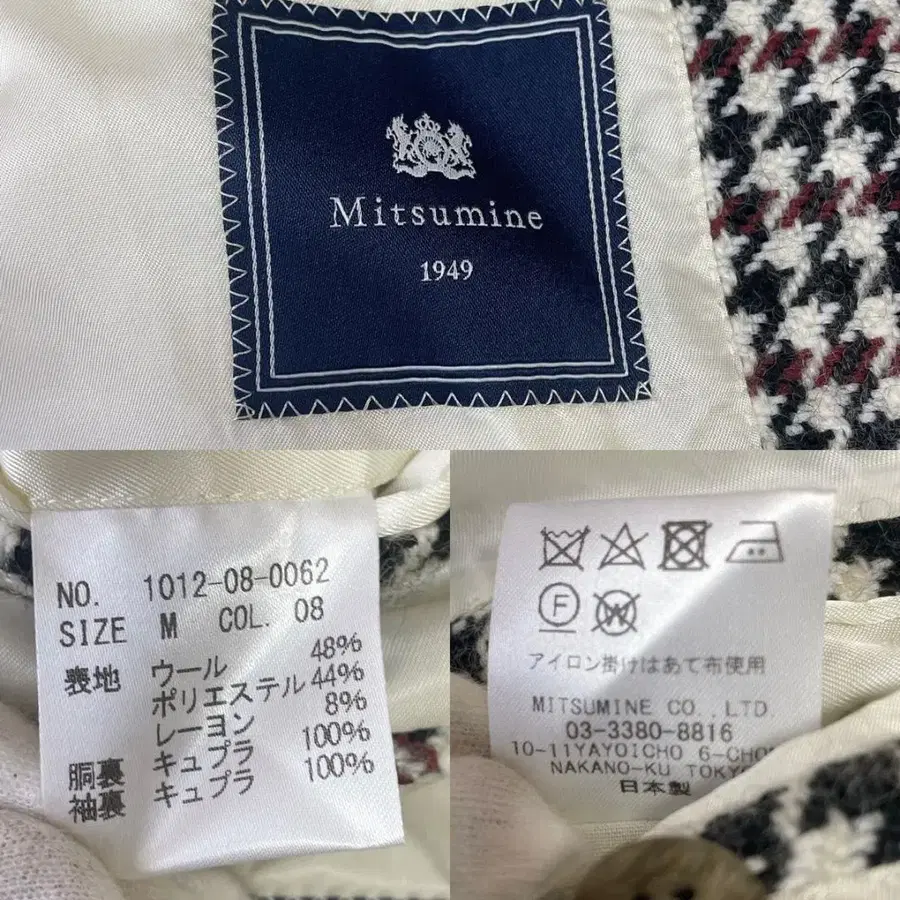 Mitsumine
1949
NO. 1012-08-0062
SIZE M COL. 08
表地 ウール 48%
ポリエステル 44%
レーヨン 8%
胴裏 キュプラ 100%
袖裏 キュプラ 100%
F
W
アイロン掛けはあて布使用
MITSUMINE CO., LTD.
03-3380-8816
10-11YAYOICHO 6-CHO
NAKANO-KU TOKYO
日本製